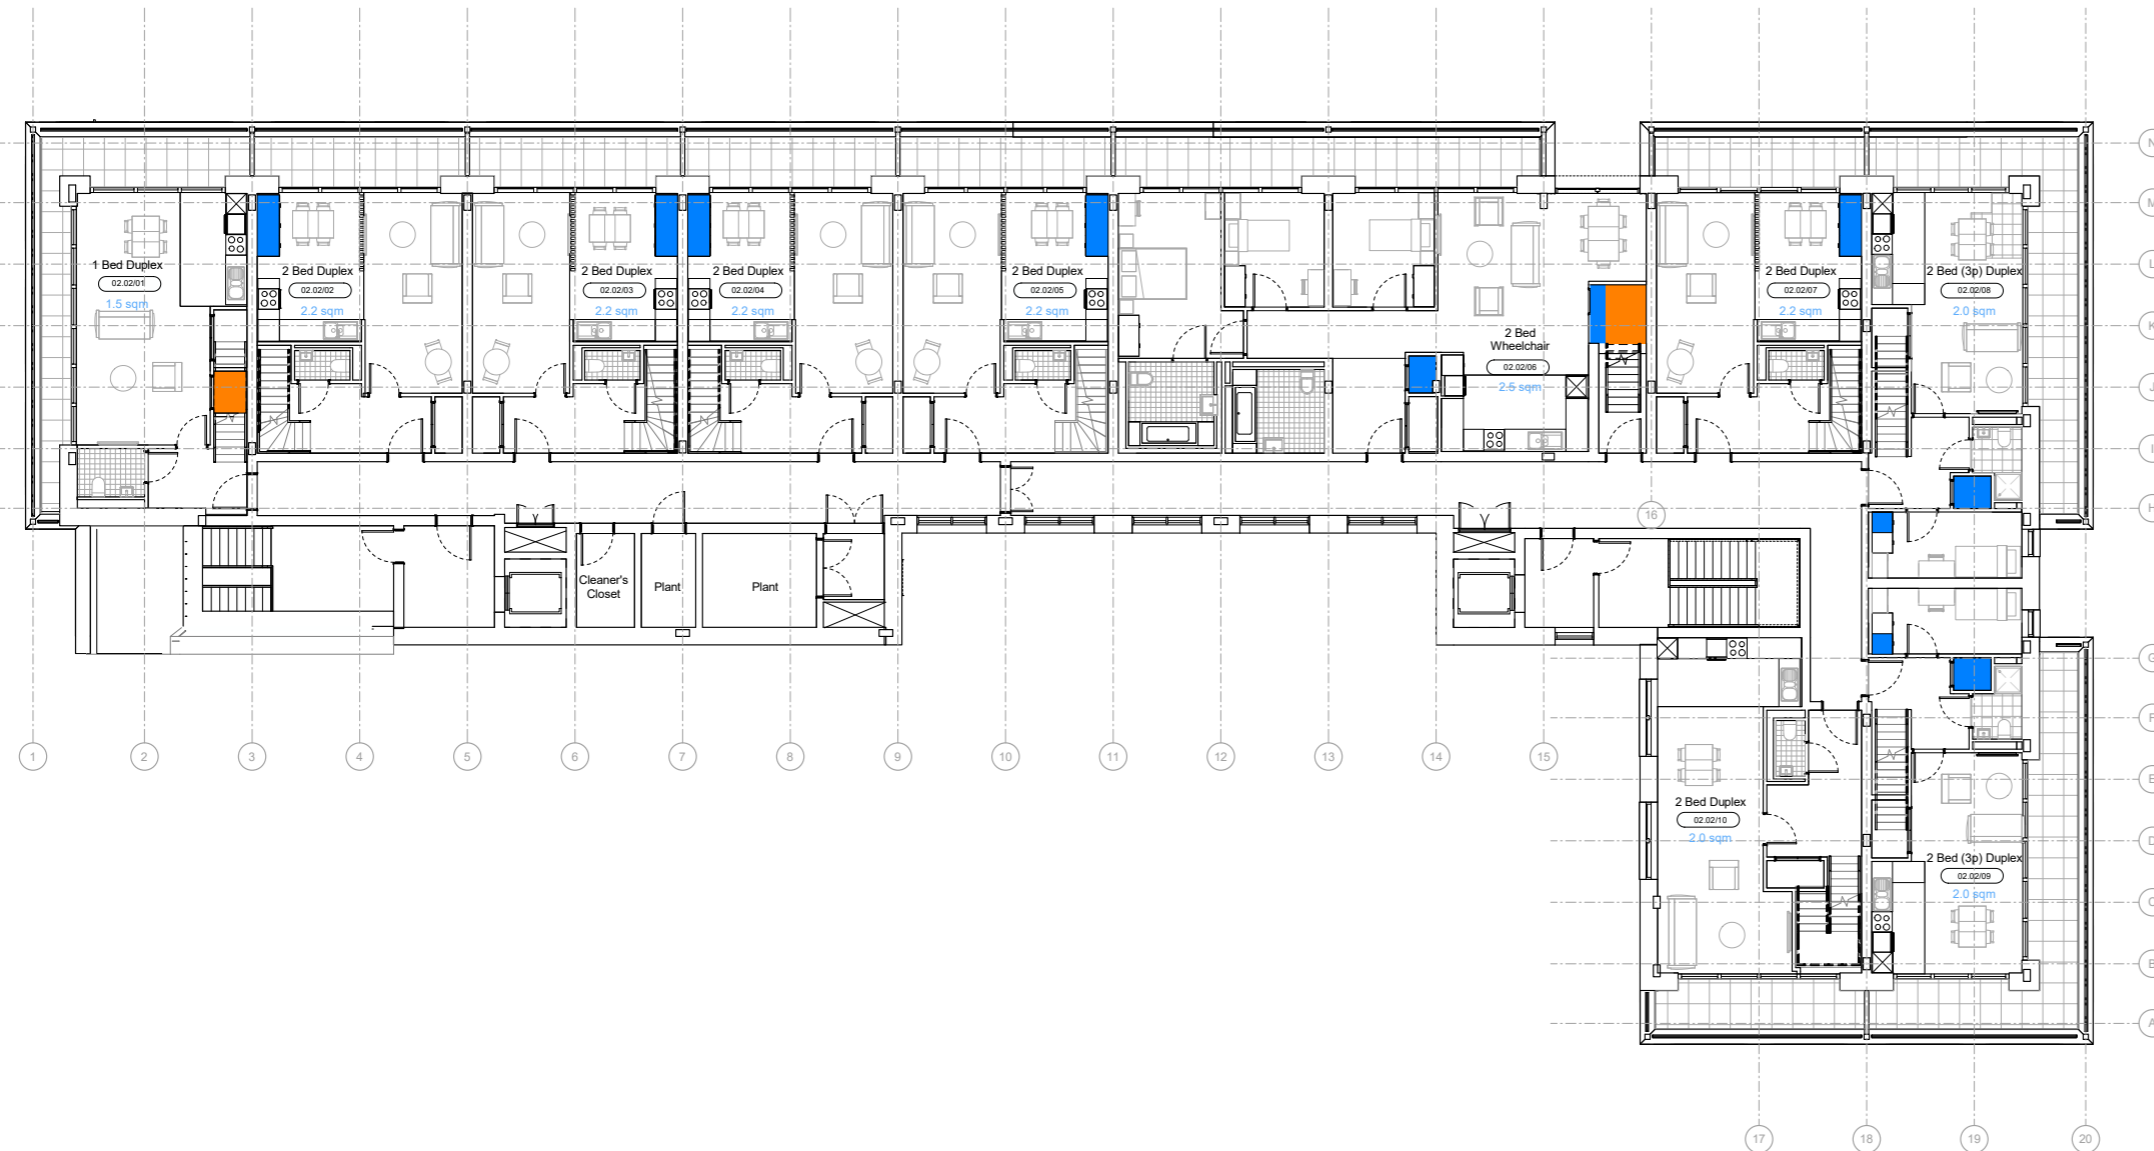 N
M
1 Bed Duplex
02.02/01
1.5 sqm
2 Bed Duplex
02.02/02
2.2 sqm
2 Bed Duplex
02.02/03
2.2 sqm
2 Bed Duplex
02.02/04
2.2 sqm
2 Bed Duplex
02.02/05
2.2 sqm
2 Bed
Wheelchair
02.02/06
2.5 sqm
2 Bed Duplex
02.02/07
2.2 sqm
2 Bed (3p) Duplex
02.02/08
2.0 sqm
L
K
J
I
H
16
Cleaner's
Closet
Plant
Plant
G
F
1
2
3
4
5
6
7
8
9
10
11
12
13
14
15
E
2 Bed Duplex
02.02/10
2.0 sqm
D
2 Bed (3p) Duplex
02.02/09
2.0 sqm
C
B
A
17
18
19
20